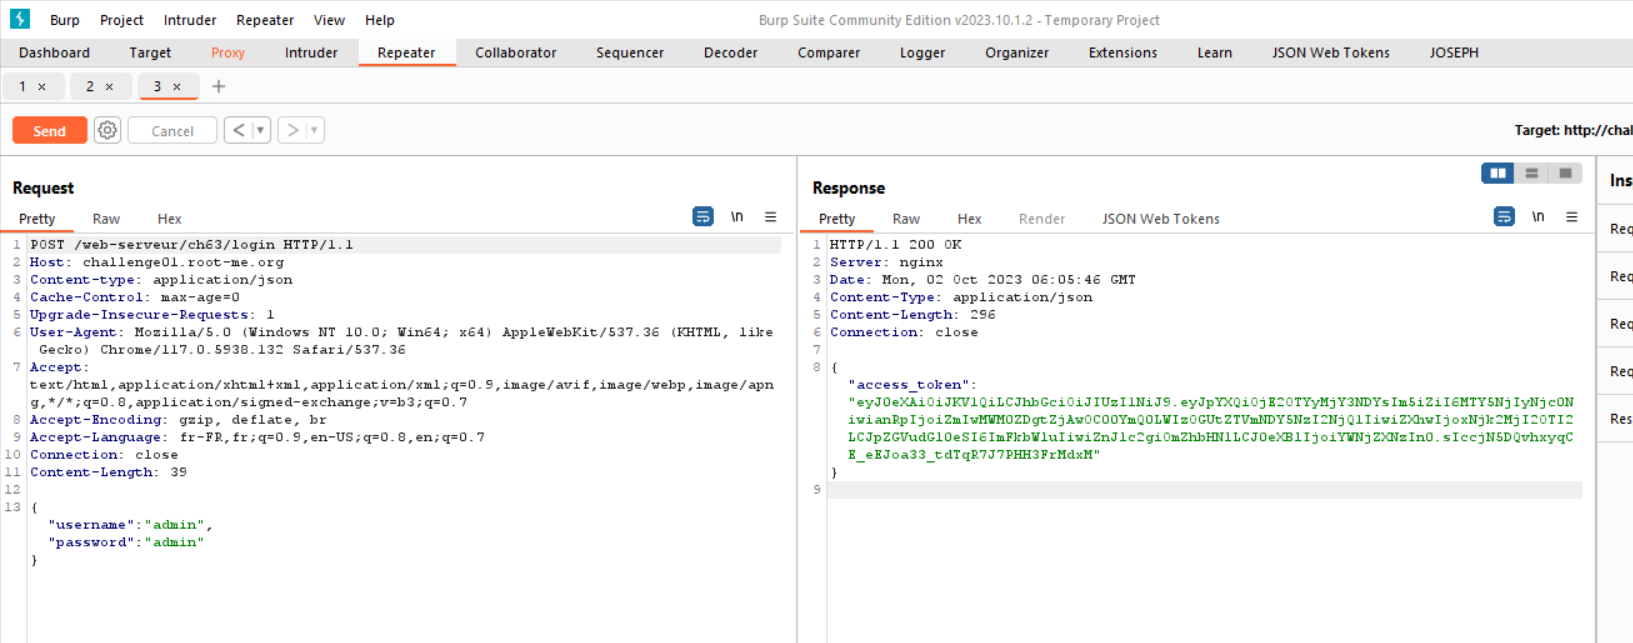 Burp Project Intruder Repeater View Help
Burp Suite Community Edition v2023.10.1.2 - Temporary Project
Dashboard Target Proxy Intruder Repeater Collaborator Sequencer Decoder Comparer Logger Organizer Extensions Learn JSON Web Tokens JOSEPH
1 × 2 × 3 × +
Send Cancel < >
Target: http://chal
Request
Pretty Raw Hex
\n
1 POST /web-serveur/ch63/login HTTP/1.1
2 Host: challenge01.root-me.org
3 Content-type: application/json
4 Cache-Control: max-age=0
5 Upgrade-Insecure-Requests: 1
6 User-Agent: Mozilla/5.0 (Windows NT 10.0; Win64; x64) AppleWebKit/537.36 (KHTML, like
Gecko) Chrome/117.0.5938.132 Safari/537.36
7 Accept:
text/html,application/xhtml+xml,application/xml;q=0.9,image/avif,image/webp,image/apn
g,*/*;q=0.8,application/signed-exchange;v=b3;q=0.7
8 Accept-Encoding: gzip, deflate, br
9 Accept-Language: fr-FR,fr;q=0.9,en-US;q=0.8,en;q=0.7
10 Connection: close
11 Content-Length: 39
12
13 {
"username":"admin",
"password":"admin"
}
Response
Pretty Raw Hex Render JSON Web Tokens
\n
1 HTTP/1.1 200 OK
2 Server: nginx
3 Date: Mon, 02 Oct 2023 06:05:46 GMT
4 Content-Type: application/json
5 Content-Length: 296
6 Connection: close
7
8 {
"access_token":
}
9
Ins
Req
Req
Req
Req
Res